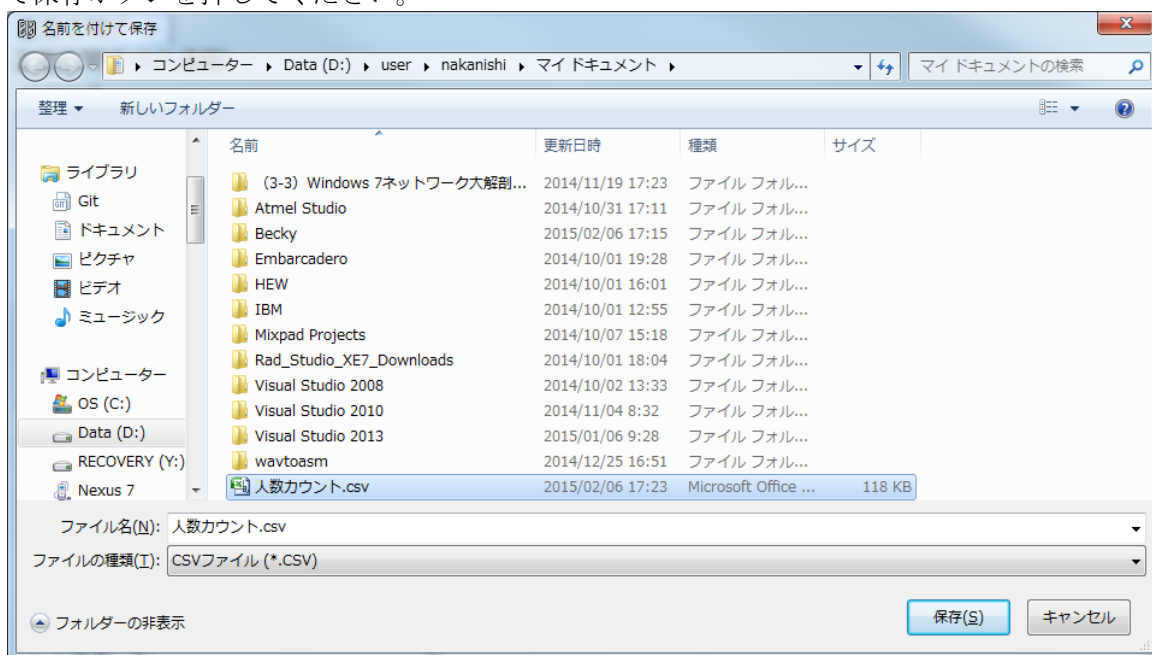 て保存ボタンを押してください。
名前を付けて保存
コンピューター ▸ Data (D:) ▸ user ▸ nakanishi ▸ マイ ドキュメント ▸
マイ ドキュメントの検索
整理 ▼ 新しいフォルダー
名前 更新日時 種類 サイズ
ライブラリ
Git
ドキュメント
ピクチャ
ビデオ
ミュージック
コンピューター
OS (C:)
Data (D:)
RECOVERY (Y:)
Nexus 7
(3-3) Windows 7ネットワーク大解剖... 2014/11/19 17:23 ファイル フォル...
Atmel Studio 2014/10/31 17:11 ファイル フォル...
Becky 2015/02/06 17:15 ファイル フォル...
Embarcadero 2014/10/01 19:28 ファイル フォル...
HEW 2014/10/01 16:01 ファイル フォル...
IBM 2014/10/01 12:55 ファイル フォル...
Mixpad Projects 2014/10/07 15:18 ファイル フォル...
Rad_Studio_XE7_Downloads 2014/10/01 18:04 ファイル フォル...
Visual Studio 2008 2014/10/02 13:33 ファイル フォル...
Visual Studio 2010 2014/11/04 8:32 ファイル フォル...
Visual Studio 2013 2015/01/06 9:28 ファイル フォル...
wavtoasm 2014/12/25 16:51 ファイル フォル...
人数カウント.csv 2015/02/06 17:23 Microsoft Office ... 118 KB
ファイル名(N): 人数カウント.csv
ファイルの種類(T): CSVファイル (*.CSV)
フォルダーの非表示
保存(S) キャンセル